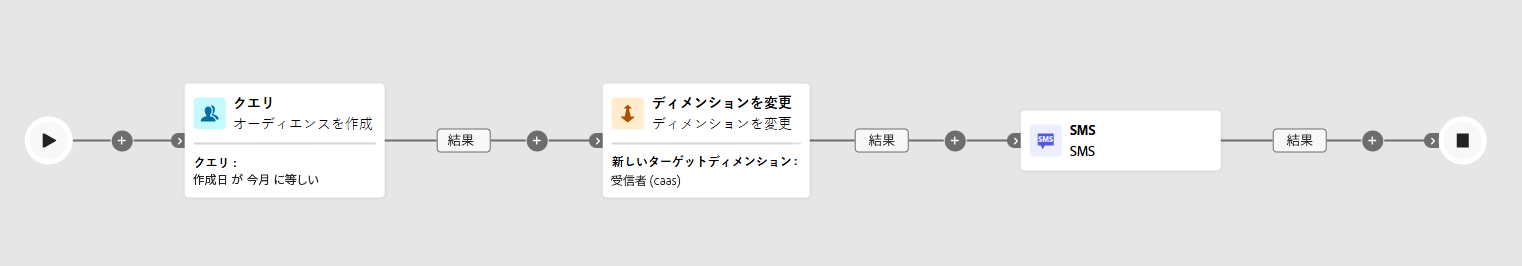 クエリ
オーディエンスを作成
クエリ :
作成日 が 今月 に等しい
結果
ディメンションを変更
ディメンションを変更
新しいターゲットディメンション :
受信者 (caas)
結果
SMS
SMS
SMS
結果